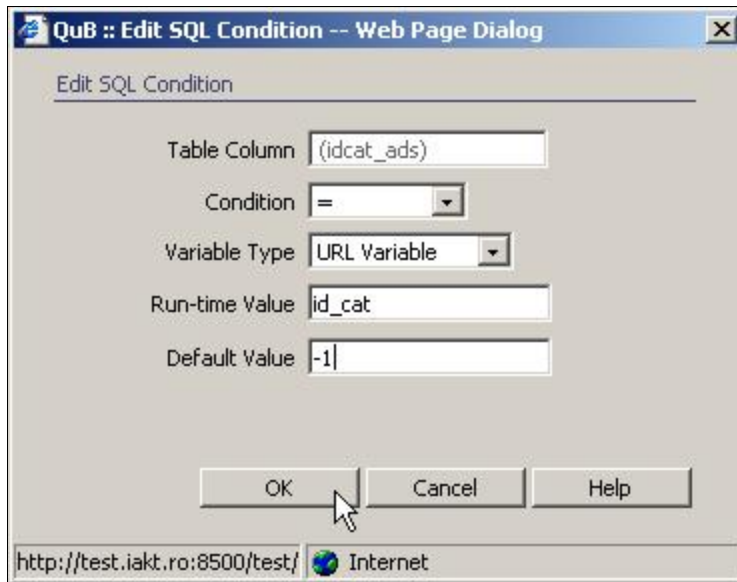 QuB :: Edit SQL Condition -- Web Page Dialog
Edit SQL Condition
Table Column (idcat_ads)
Condition =
Variable Type URL Variable
Run-time Value id_cat
Default Value -1
OK Cancel Help
http://test.iakt.ro:8500/test/ Internet